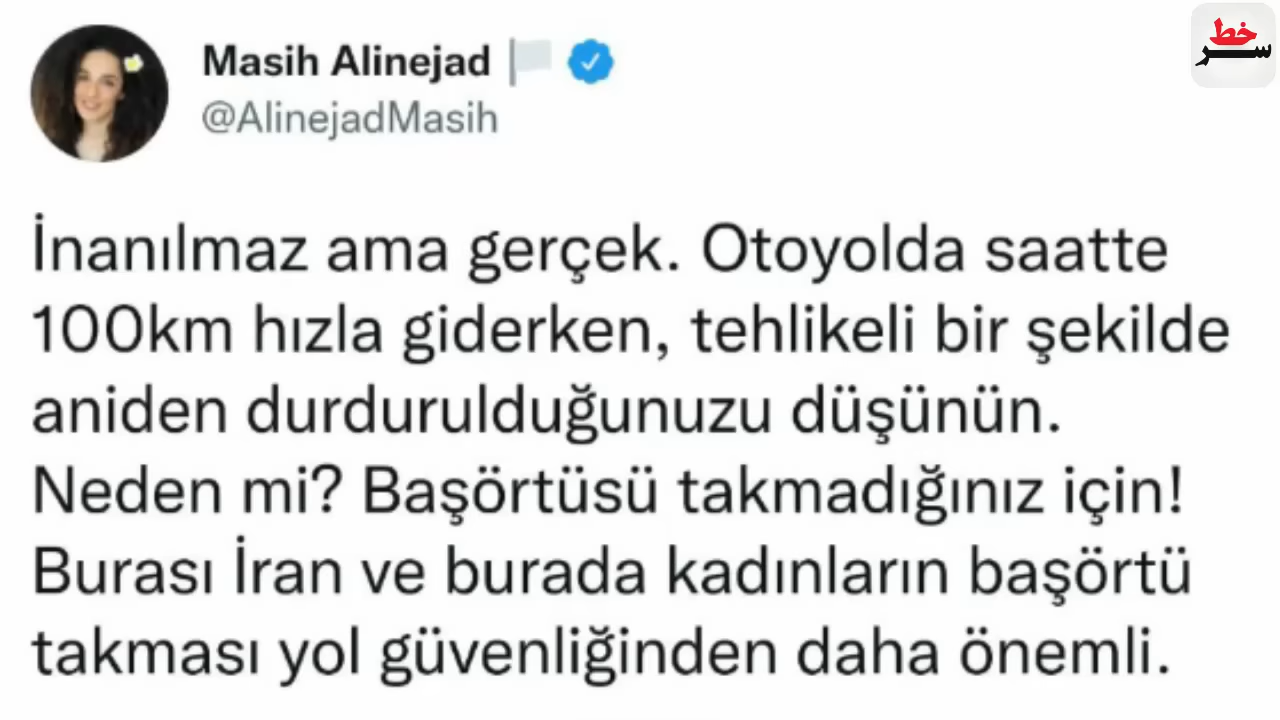 Masih Alinejad
@AlinejadMasih
خط
سر
İnanılmaz ama gerçek. Otoyolda saatte
100km hızla giderken, tehlikeli bir şekilde
aniden durdurulduğunuzu düşünün.
Neden mi? Başörtüsü takmadığınız için!
Burası İran ve burada kadınların başörtü
takması yol güvenliğinden daha önemli.